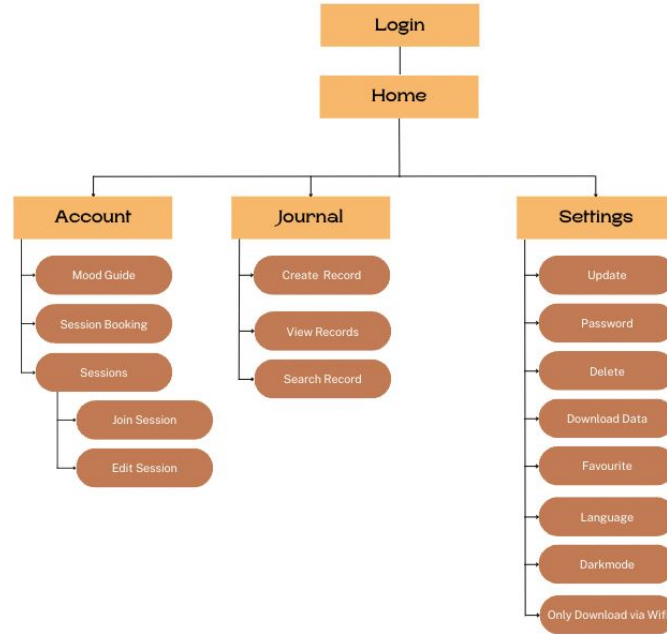 Login
Home
Account
Journal
Settings
Mood Guide
Session Booking
Sessions
Join Session
Edit Session
Create Record
View Records
Search Record
Update
Password
Delete
Download Data
Favourite
Language
Darkmode
Only Download via Wifi